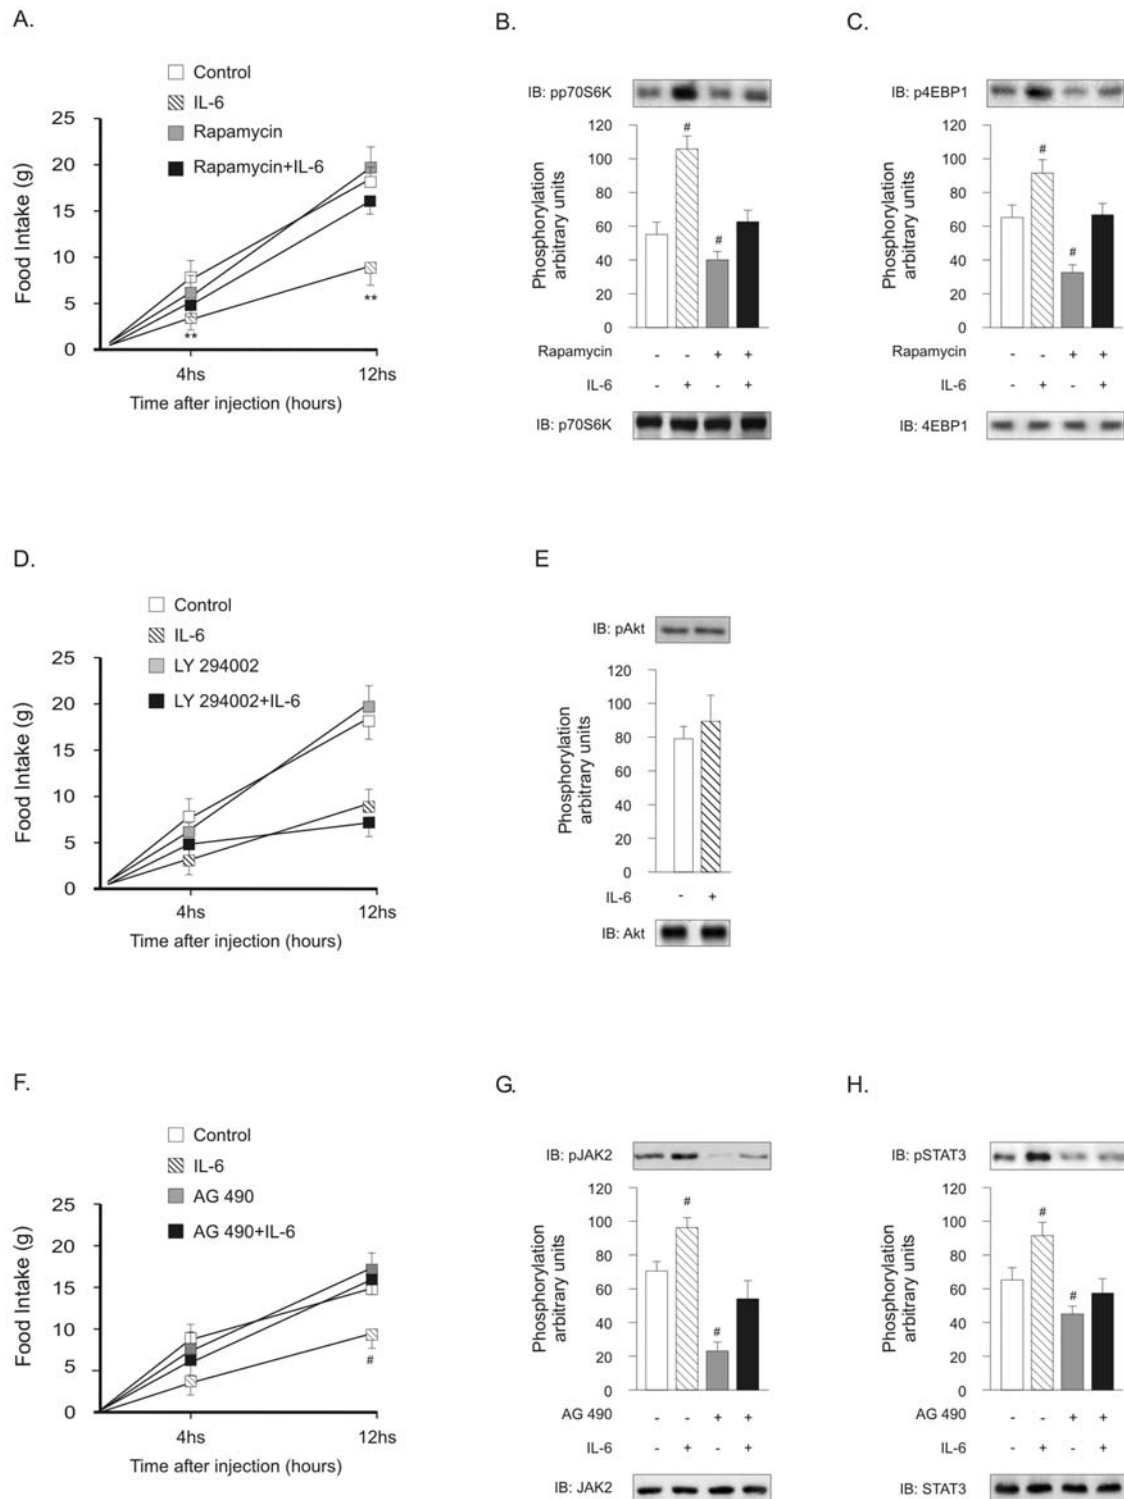 A.
Control
IL-6
Rapamycin
Rapamycin+IL-6
Food Intake (g)
25
20
15
10
5
0
**
**
4hs
12hs
Time after injection (hours)
B.
IB: pp70S6K
Phosphorylation
arbitrary units
120
100
80
60
40
20
0
#
#
Rapamycin - - + +
IL-6 - + - +
IB: p70S6K
C.
IB: p4EBP1
Phosphorylation
arbitrary units
120
100
80
60
40
20
0
#
#
Rapamycin - - + +
IL-6 - + - +
IB: 4EBP1
D.
Control
IL-6
LY 294002
LY 294002+IL-6
Food Intake (g)
25
20
15
10
5
0
4hs
12hs
Time after injection (hours)
E
IB: pAkt
Phosphorylation
arbitrary units
120
100
80
60
40
20
0
IL-6 - +
IB: Akt
F.
Control
IL-6
AG 490
AG 490+IL-6
Food Intake (g)
25
20
15
10
5
0
#
4hs
12hs
Time after injection (hours)
G.
IB: pJAK2
Phosphorylation
arbitrary units
120
100
80
60
40
20
0
#
#
AG 490 - - + +
IL-6 - + - +
IB: JAK2
H.
IB: pSTAT3
Phosphorylation
arbitrary units
120
100
80
60
40
20
0
#
#
AG 490 - - + +
IL-6 - + - +
IB: STAT3